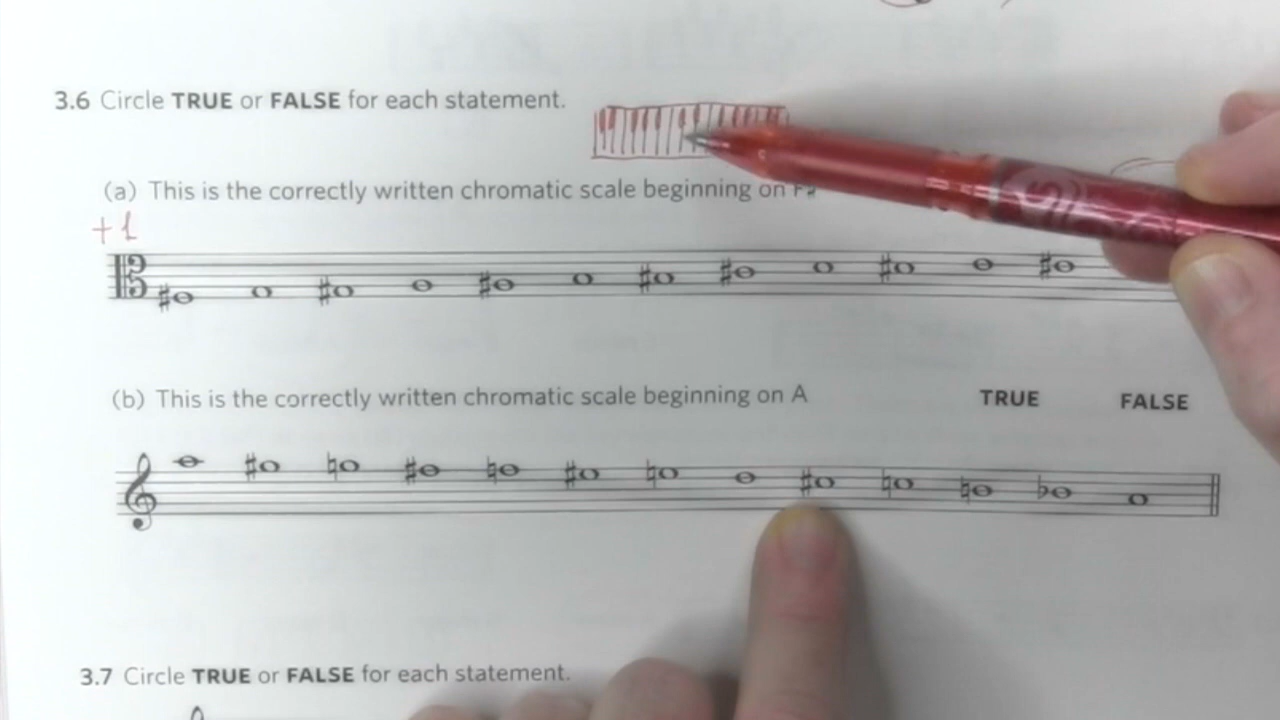 3.6 Circle TRUE or FALSE for each statement.
(a) This is the correctly written chromatic scale beginning on
+1
(b) This is the correctly written chromatic scale beginning on A TRUE FALSE
3.7 Circle TRUE or FALSE for each statement.